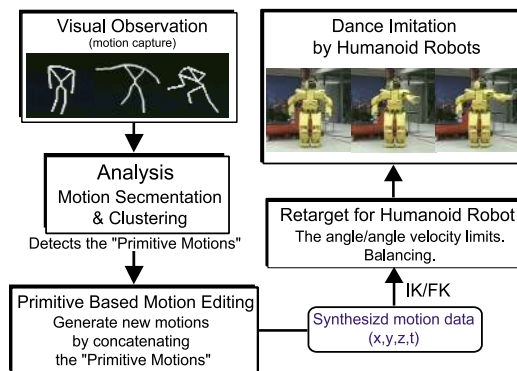 Visual Observation
(motion capture)
Analysis
Motion Secmentation
& Clustering
Detects the "Primitive Motions"
Primitive Based Motion Editing
Generate new motions
by concatenating
the "Primitive Motions"
Synthesizd motion data
(x,y,z,t)
IK/FK
Retarget for Humanoid Robot
The angle/angle velocity limits.
Balancing.
Dance Imitation
by Humanoid Robots